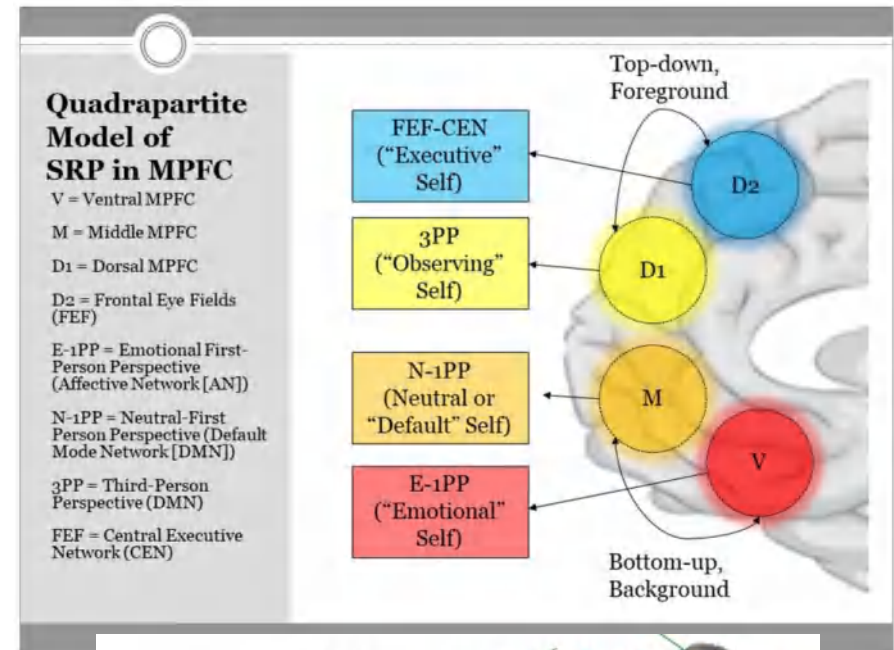 Quadrapartite
Model of
SRP in MPFC
V = Ventral MPFC
M = Middle MPFC
D1 = Dorsal MPFC
D2 = Frontal Eye Fields
(FEF)
E-1PP = Emotional First-
Person Perspective
(Affective Network [AN])
N-1PP = Neutral-First
Person Perspective (Default
Mode Network [DMN])
3PP = Third-Person
Perspective (DMN)
FEF = Central Executive
Network (CEN)
FEF-CEN
("Executive"
Self)
3PP
("Observing"
Self)
N-1PP
(Neutral or
"Default" Self)
E-1PP
("Emotional"
Self)
Top-down,
Foreground
D2
D1
M
V
Bottom-up,
Background